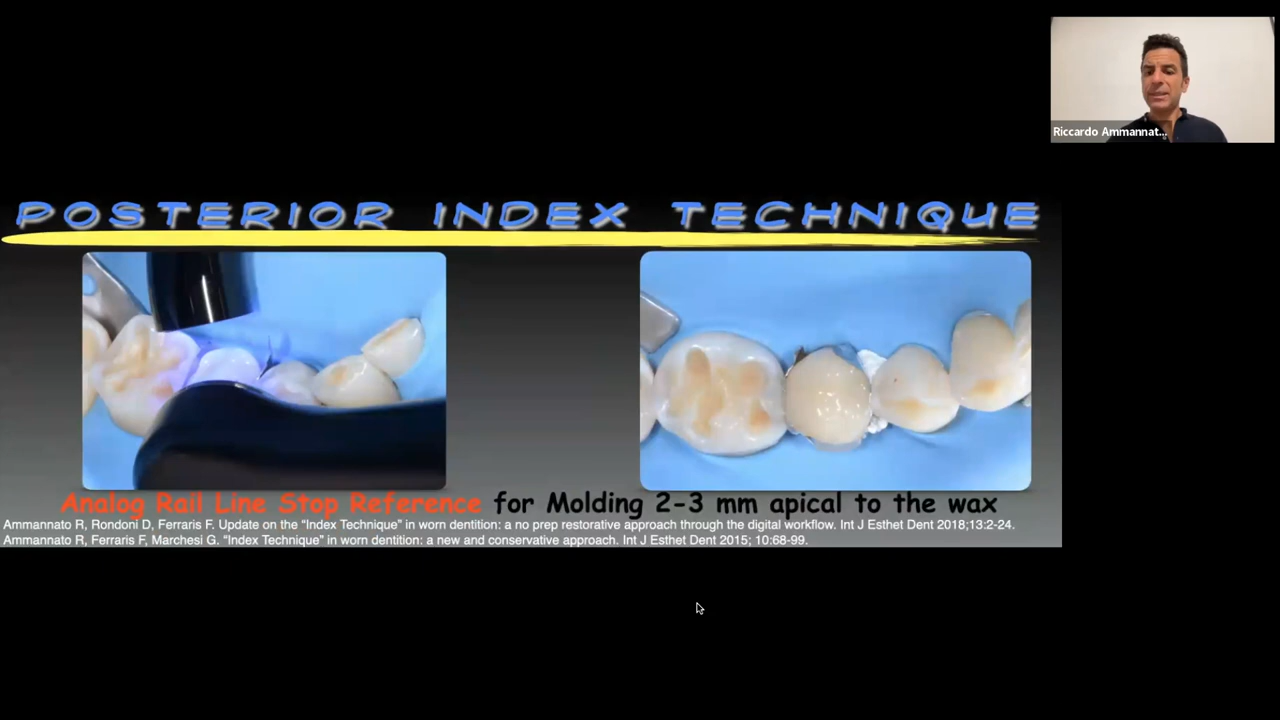 Riccardo Ammannat...
POSTERIOR INDEX TECHNIQUE
Analog Rail Line Stop Reference for Molding 2-3 mm apical to the wax
Ammannato R, Rondoni D, Ferraris F. Update on the “Index Technique” in worn dentition: a no prep restorative approach through the digital workflow. Int J Esthet Dent 2018;13:2-24.
Ammannato R, Ferraris F, Marchesi G. “Index Technique” in worn dentition: a new and conservative approach. Int J Esthet Dent 2015; 10:68-99.